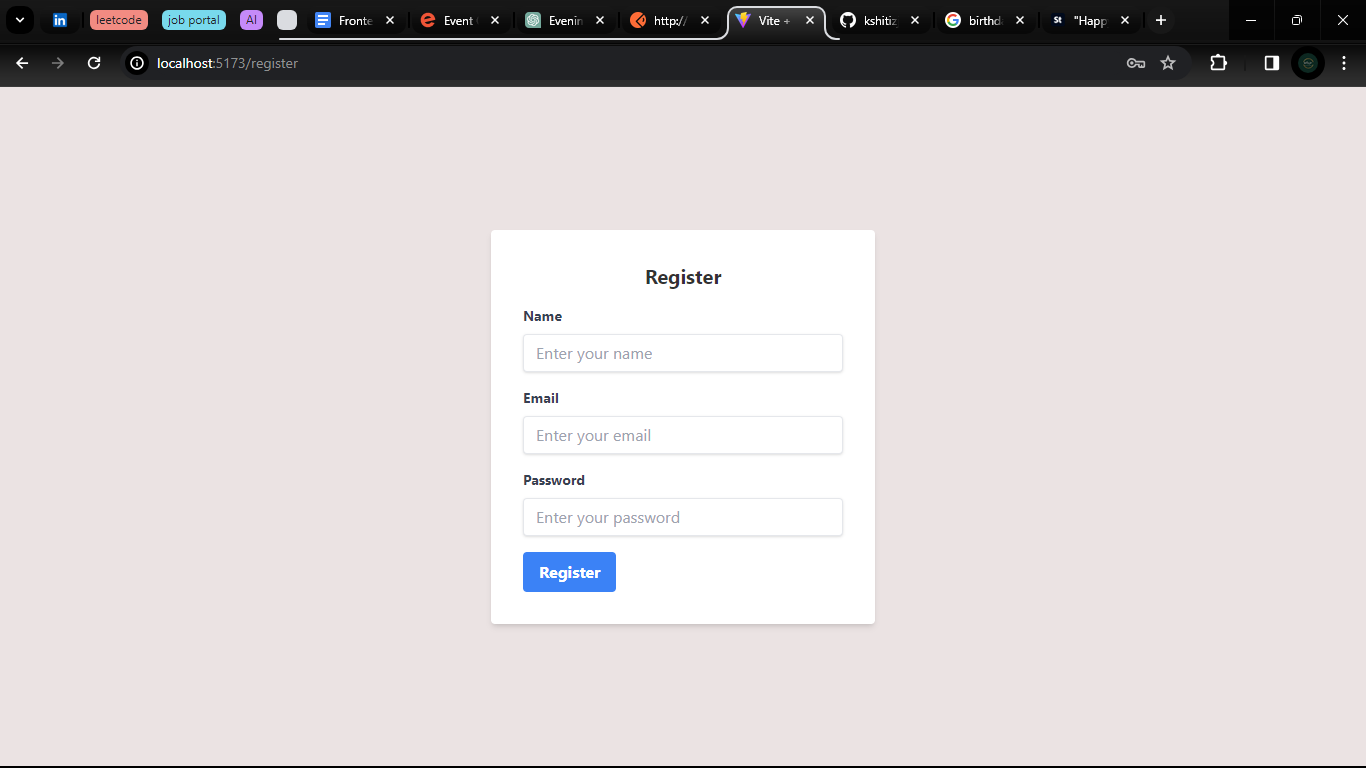 leetcode job portal AI Fronte Event Evenin http:// Vite + kshitiz birthd "Happ
localhost:5173/register
Register
Name
Enter your name
Email
Enter your email
Password
Enter your password
Register